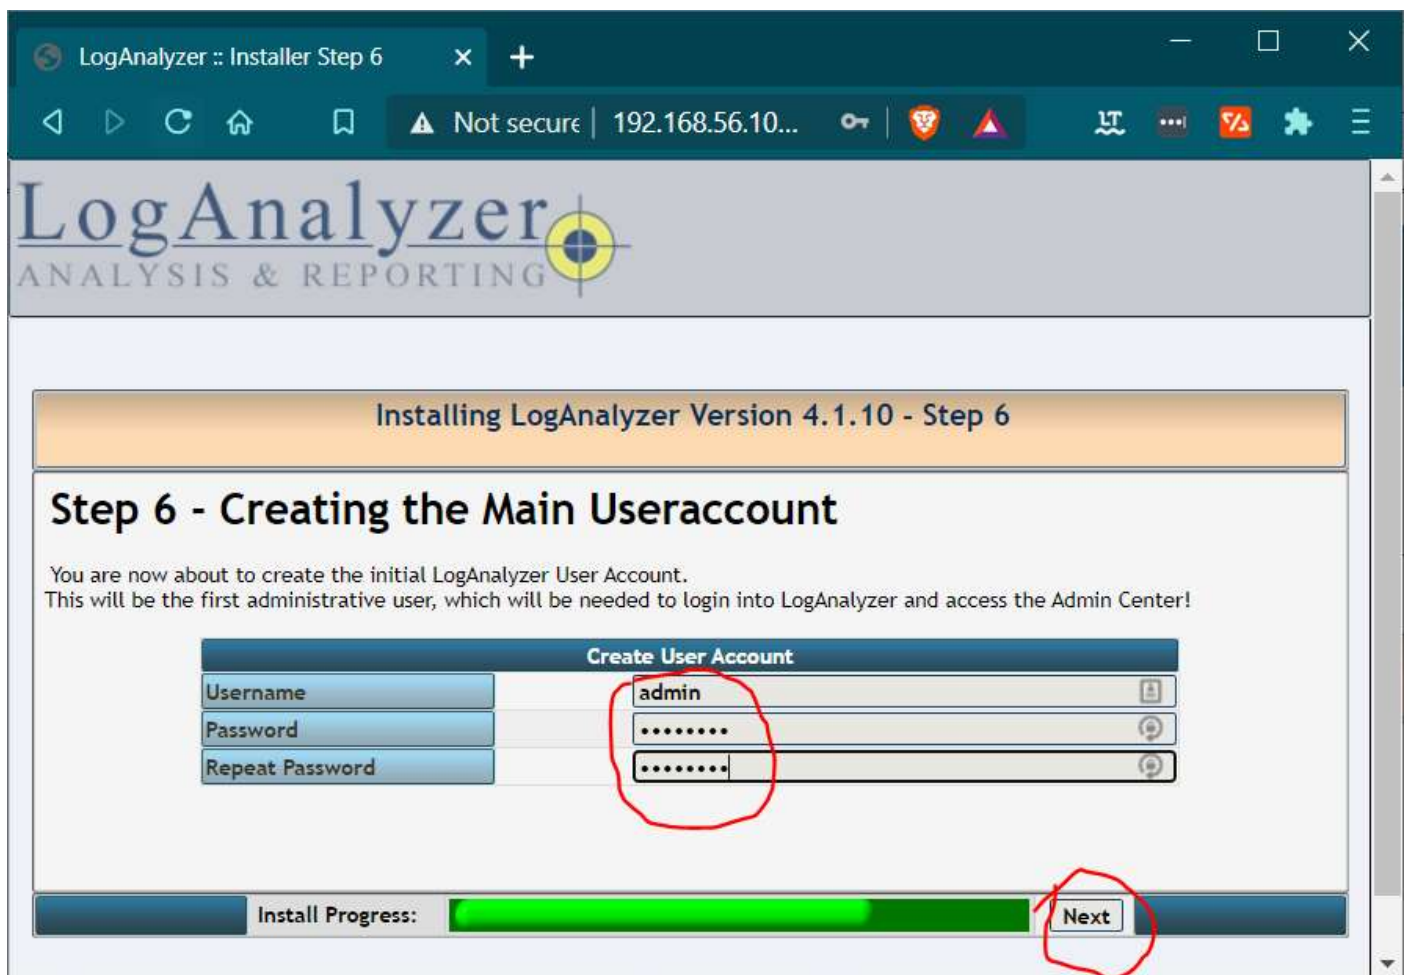 LogAnalyzer :: Installer Step 6
Not secure | 192.168.56.10...
LogAnalyzer
ANALYSIS & REPORTING
Installing LogAnalyzer Version 4.1.10 - Step 6
Step 6 - Creating the Main Useraccount
You are now about to create the initial LogAnalyzer User Account.
This will be the first administrative user, which will be needed to login into LogAnalyzer and access the Admin Center!
Create User Account
Username admin
Password ••••••••
Repeat Password ••••••••
Install Progress: Next